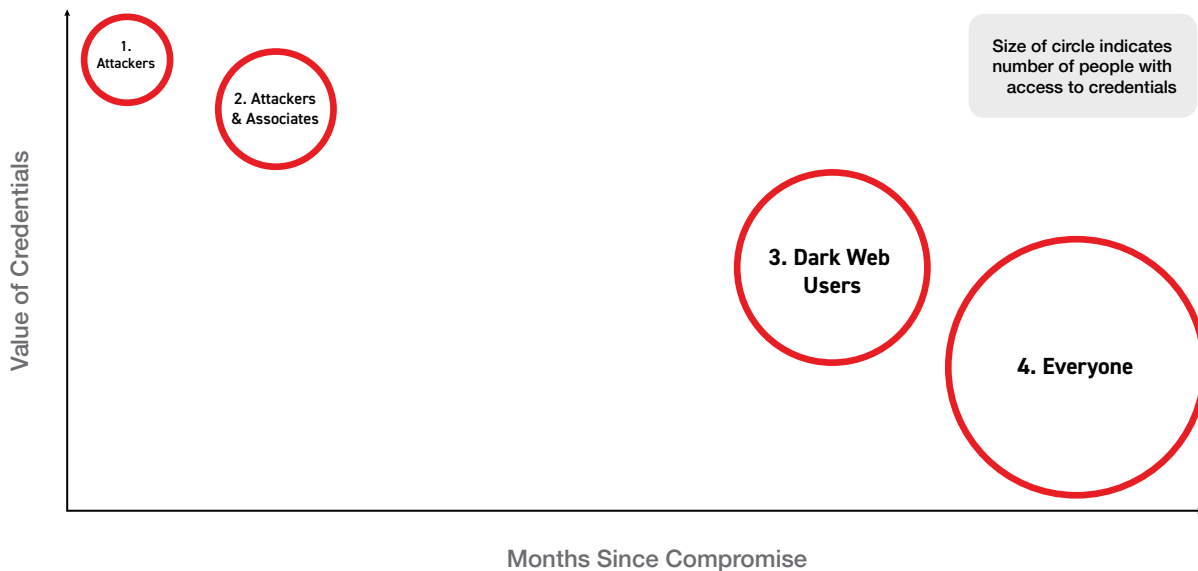 1.
Attackers
2. Attackers
& Associates
Size of circle indicates
number of people with
access to credentials
3. Dark Web
Users
4. Everyone
Value of Credentials
Months Since Compromise